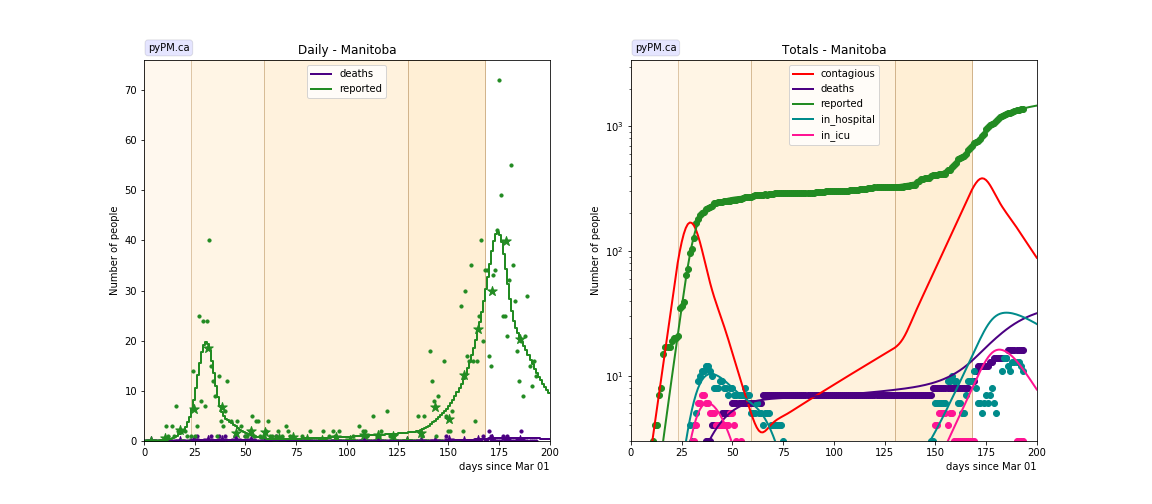 pyPM.ca
Daily - Manitoba
deaths
reported
Number of people
70
60
50
40
30
20
10
0
0 25 50 75 100 125 150 175 200
days since Mar 01
pyPM.ca
Totals - Manitoba
contagious
deaths
reported
in_hospital
in_icu
Number of people
10³
10²
10¹
0 25 50 75 100 125 150 175 200
days since Mar 01